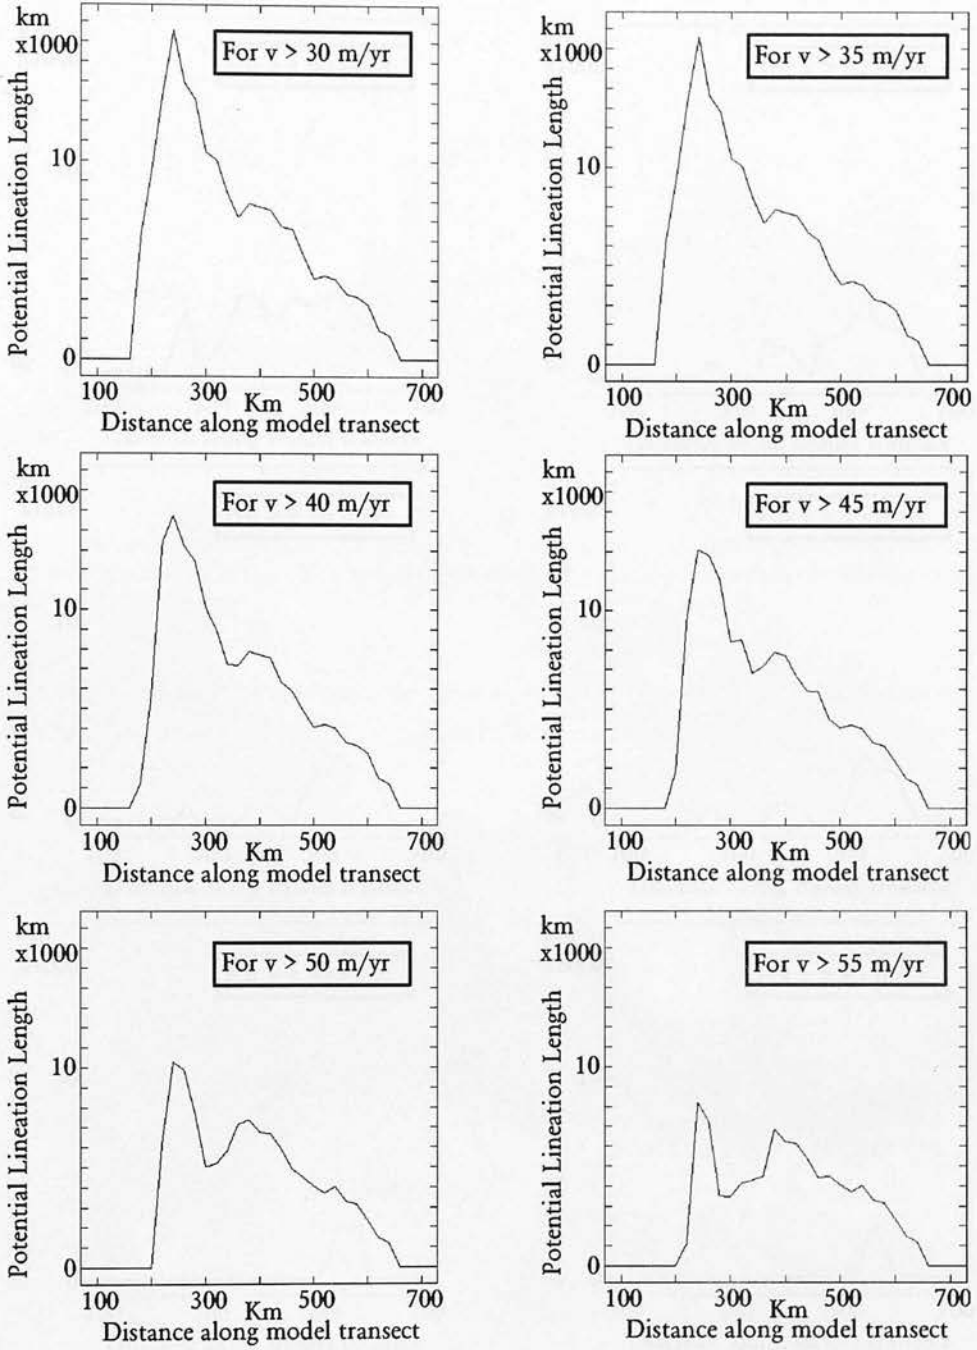 km
x1000
For v > 30 m/yr
Potential Lineation Length
10
0
100 300 500 700
Km
Distance along model transect
km
x1000
For v > 35 m/yr
Potential Lineation Length
10
0
100 300 500 700
Km
Distance along model transect
km
x1000
For v > 40 m/yr
Potential Lineation Length
10
0
100 300 500 700
Km
Distance along model transect
km
x1000
For v > 45 m/yr
Potential Lineation Length
10
0
100 300 500 700
Km
Distance along model transect
km
x1000
For v > 50 m/yr
Potential Lineation Length
10
0
100 300 500 700
Km
Distance along model transect
km
x1000
For v > 55 m/yr
Potential Lineation Length
10
0
100 300 500 700
Km
Distance along model transect